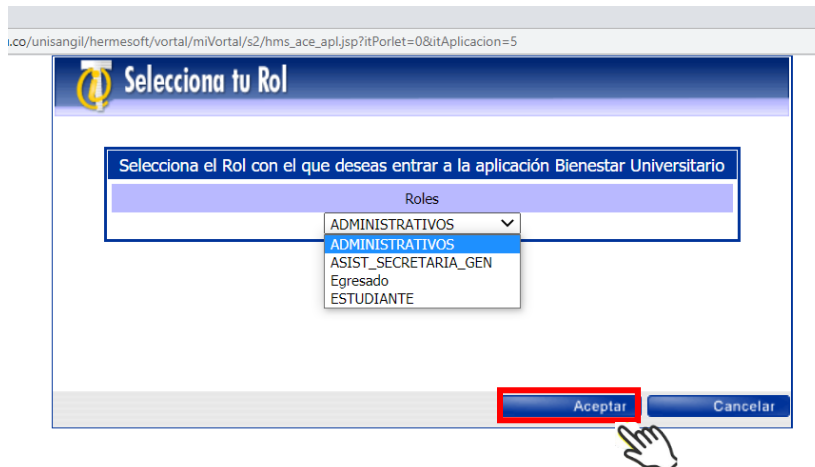 .co/unisangil/hermesoft/vortal/miVortal/s2/hms_ace_apl.jsp?itPorlet=0&itAplicacion=5
Selecciona tu Rol
Selecciona el Rol con el que deseas entrar a la aplicación Bienestar Universitario
Roles
ADMINISTRATIVOS
ADMINISTRATIVOS
ASIST_SECRETARIA_GEN
Egresado
ESTUDIANTE
Aceptar Cancelar